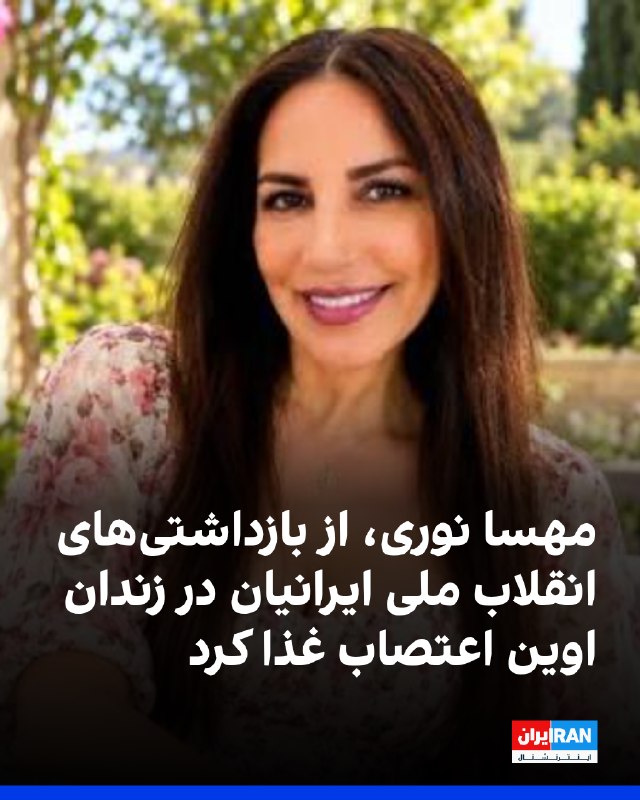 مهسا نوری، از بازداشتی‌های
انقلاب ملی ایرانیان در زندان
اوین اعتصاب غذا کرد
ایران IRAN
اینترنشنال